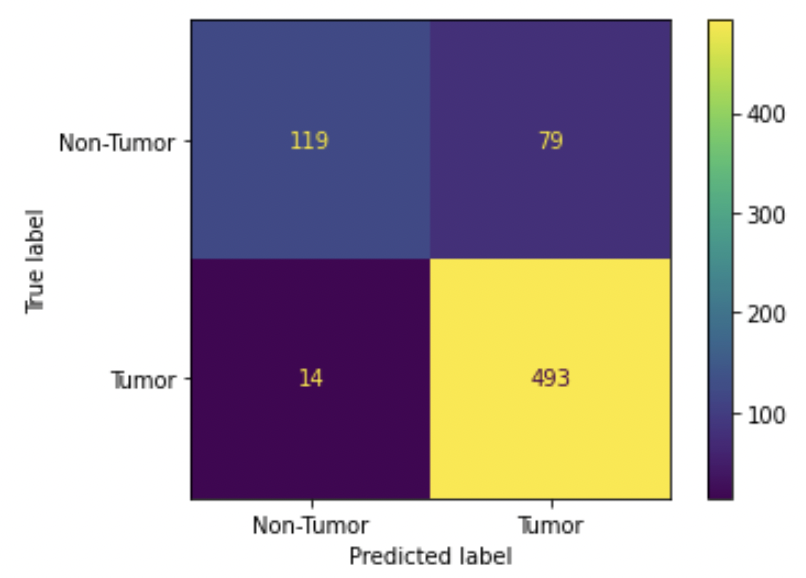 Non-Tumor
119
79
Tumor
14
493
Non-Tumor
Tumor
Predicted label
True label
400
300
200
100